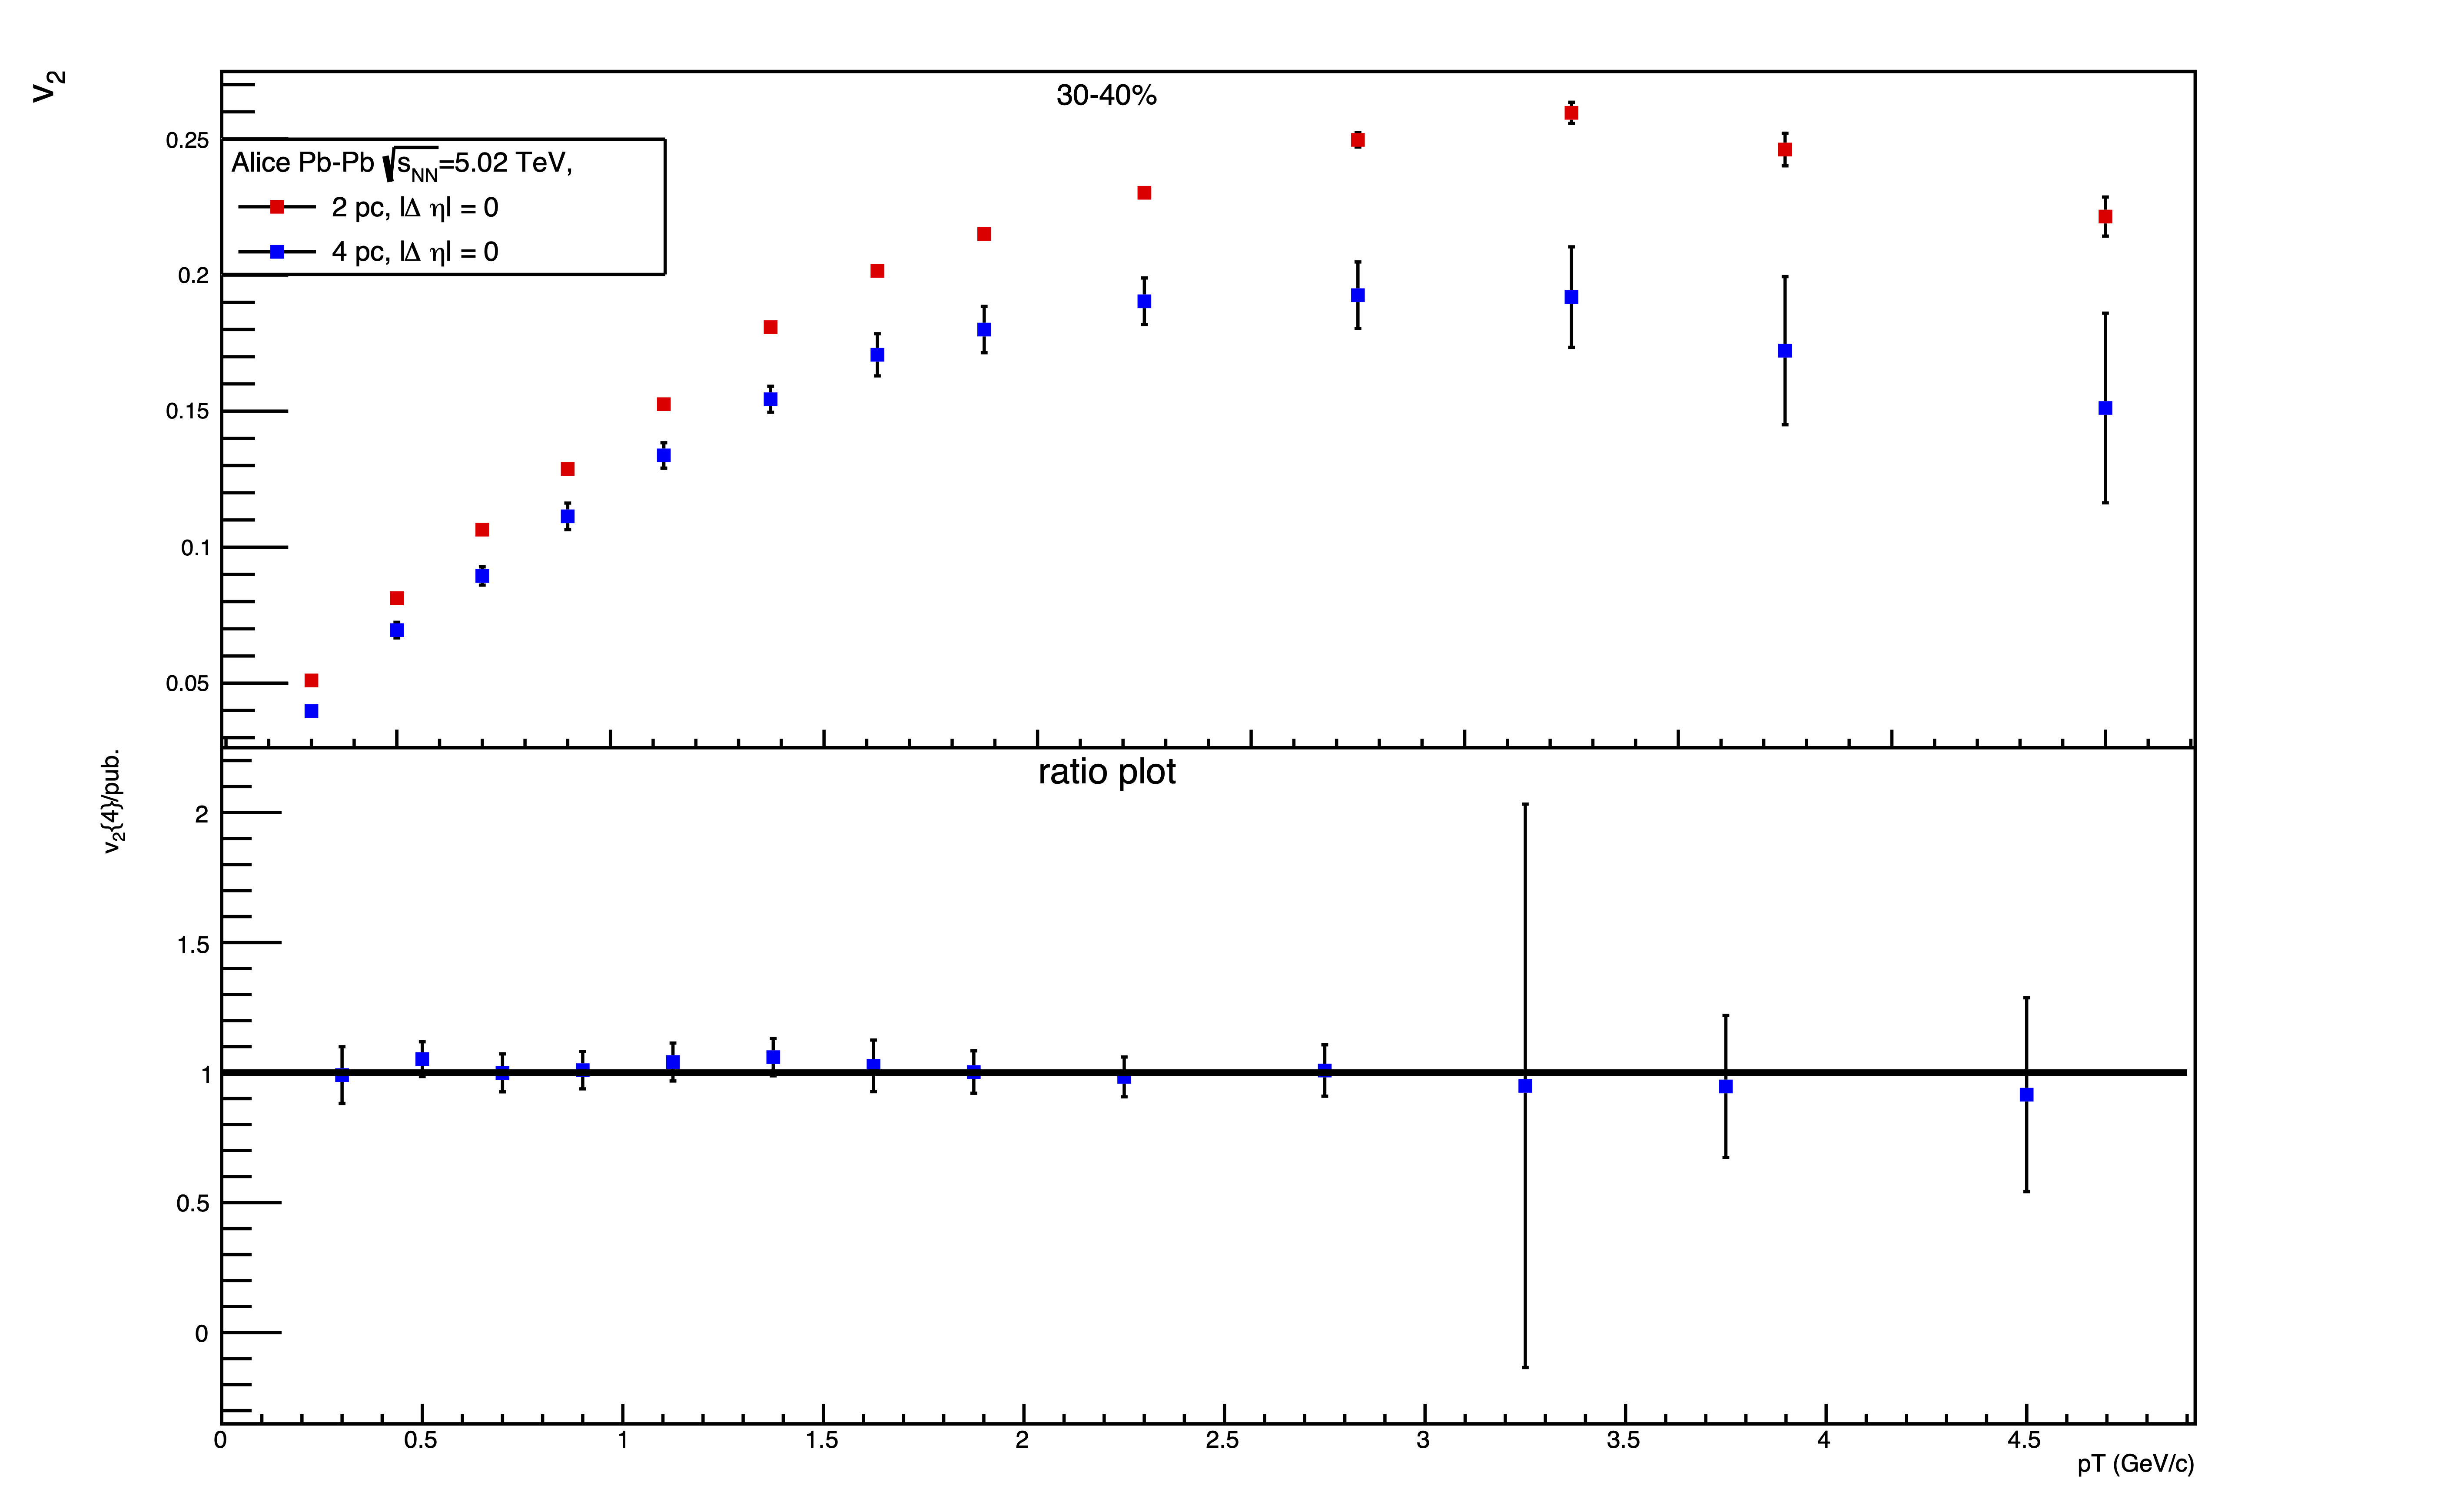 v2
30-40%
0.25
Alice Pb-Pb √sNN=5.02 TeV,
2 pc, |Δ η| = 0
4 pc, |Δ η| = 0
0.2
0.15
0.1
0.05
v2{4}/pub.
ratio plot
2
1.5
1
0.5
0
0 0.5 1 1.5 2 2.5 3 3.5 4 4.5
pT (GeV/c)